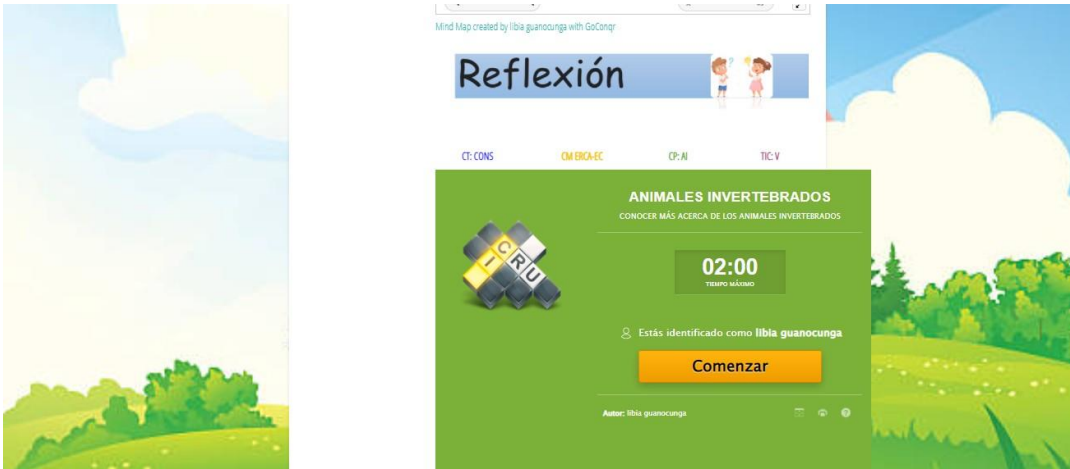 Mind Map created by libia guanocunga with GoConqr
Reflexión
CT: CONS CM ERCA-EC CP: AI TIC: V
ANIMALES INVERTEBRADOS
CONOCER MÁS ACERCA DE LOS ANIMALES INVERTEBRADOS
I C R U
02:00
TIEMPO MÁXIMO
Estás identificado como libia guanocunga
Comenzar
Autor: libia guanocunga